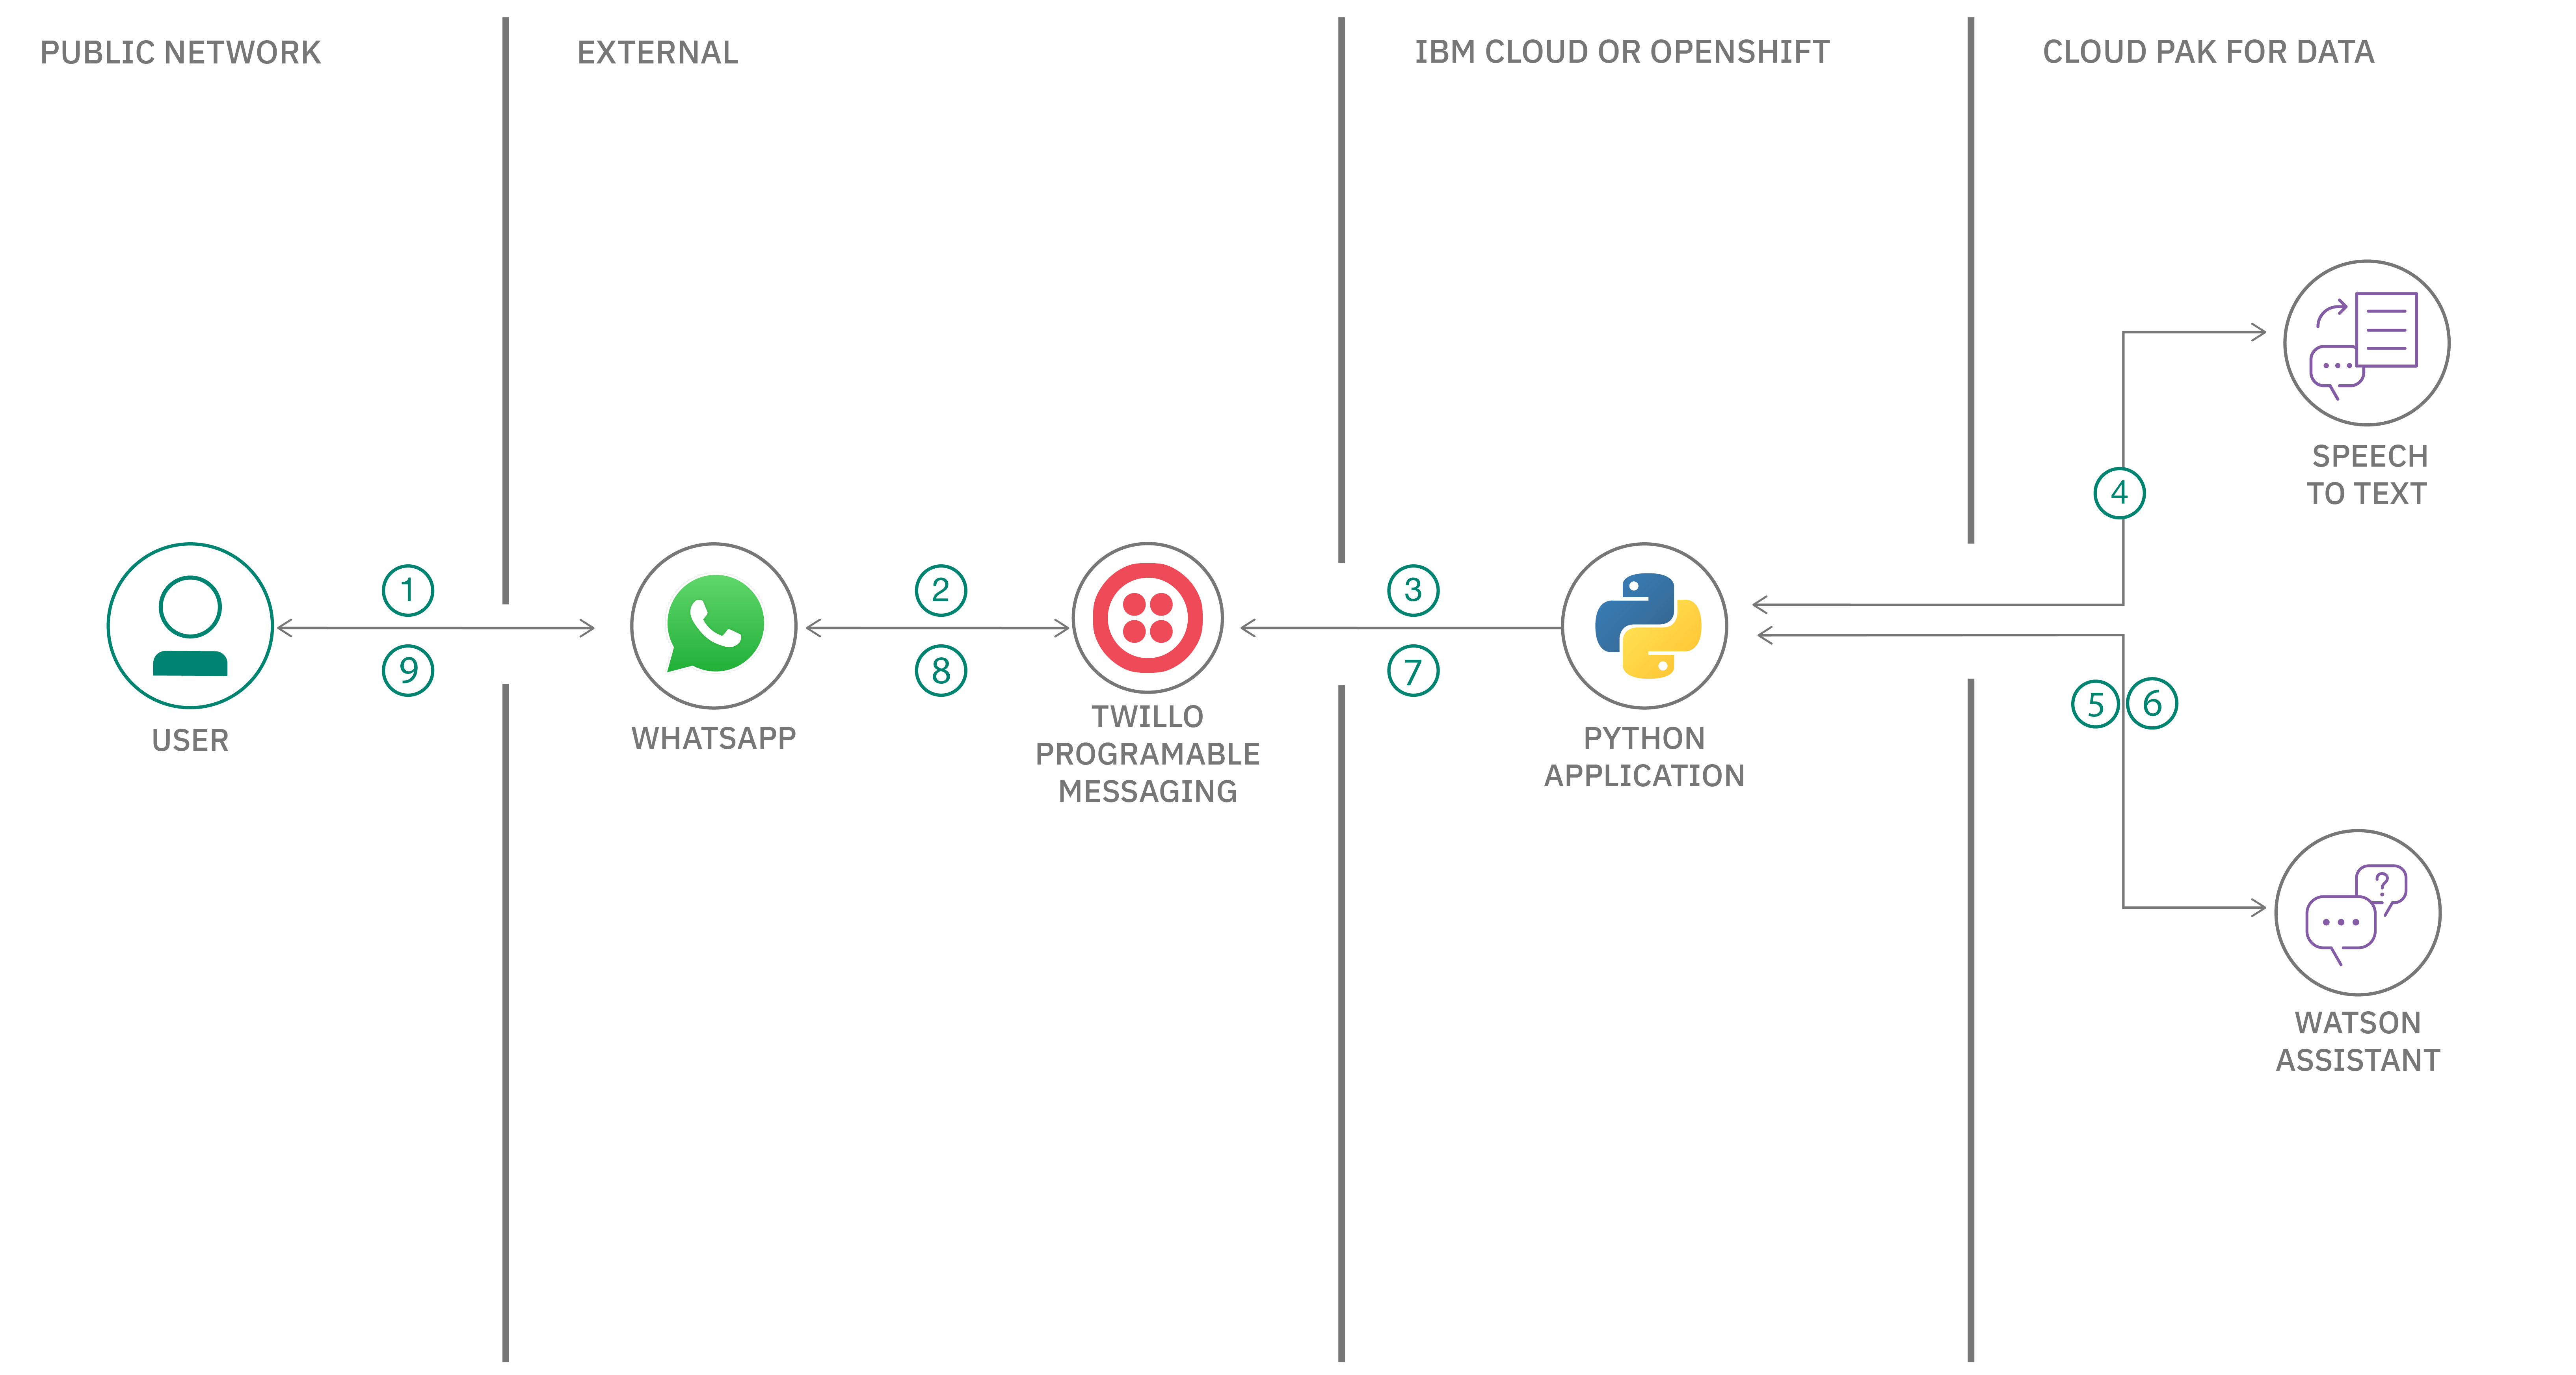 PUBLIC NETWORK
EXTERNAL
IBM CLOUD OR OPENSHIFT
CLOUD PAK FOR DATA
SPEECH
TO TEXT
4
1
2
3
9
8
7
5 6
USER
WHATSAPP
TWILLO
PROGRAMABLE
MESSAGING
PYTHON
APPLICATION
?
WATSON
ASSISTANT